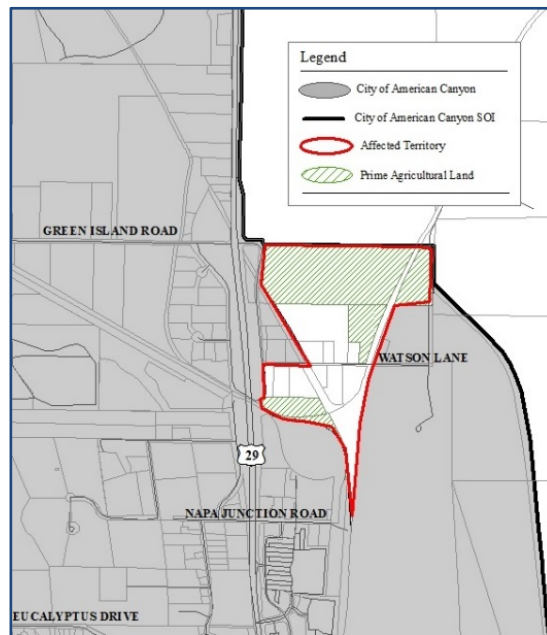 Legend
City of American Canyon
City of American Canyon SOI
Affected Territory
Prime Agricultural Land
GREEN ISLAND ROAD
WATSON LANE
29
NAPA JUNCTION ROAD
EUCALYPTUS DRIVE